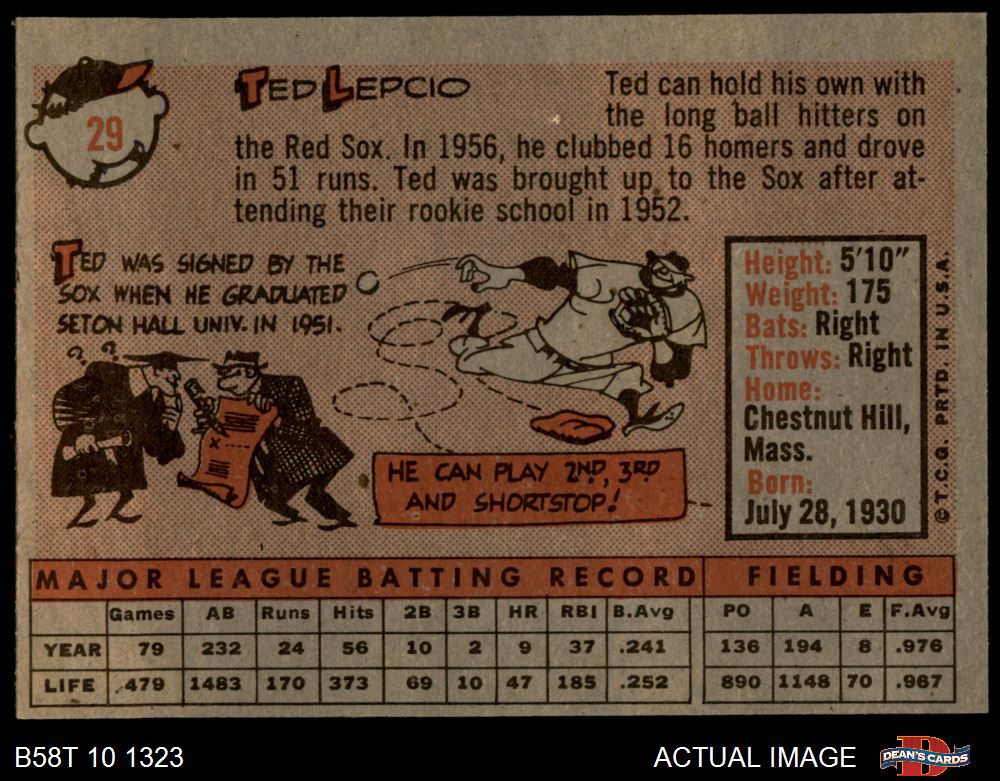 29
TED LEPCIO
Ted can hold his own with
the long ball hitters on
the Red Sox. In 1956, he clubbed 16 homers and drove
in 51 runs. Ted was brought up to the Sox after at-
tending their rookie school in 1952.
TED WAS SIGNED BY THE
SOX WHEN HE GRADUATED
SETON HALL UNIV. IN 1951.
? ?
X
HE CAN PLAY 2ND, 3RD
AND SHORTSTOP!
Height: 5'10"
Weight: 175
Bats: Right
Throws: Right
Home:
Chestnut Hill,
Mass.
Born:
July 28, 1930
© T.C.G. PRTD. IN U.S.A.
MAJOR LEAGUE BATTING RECORD FIELDING
Games AB Runs Hits 2B 3B HR RBI B.Avg PO A E F.Avg
YEAR 79 232 24 56 10 2 9 37 .241 136 194 8 .976
LIFE 479 1483 170 373 69 10 47 185 .252 890 1148 70 .967
B58T 10 1323 ACTUAL IMAGE DEAN'S CARDS